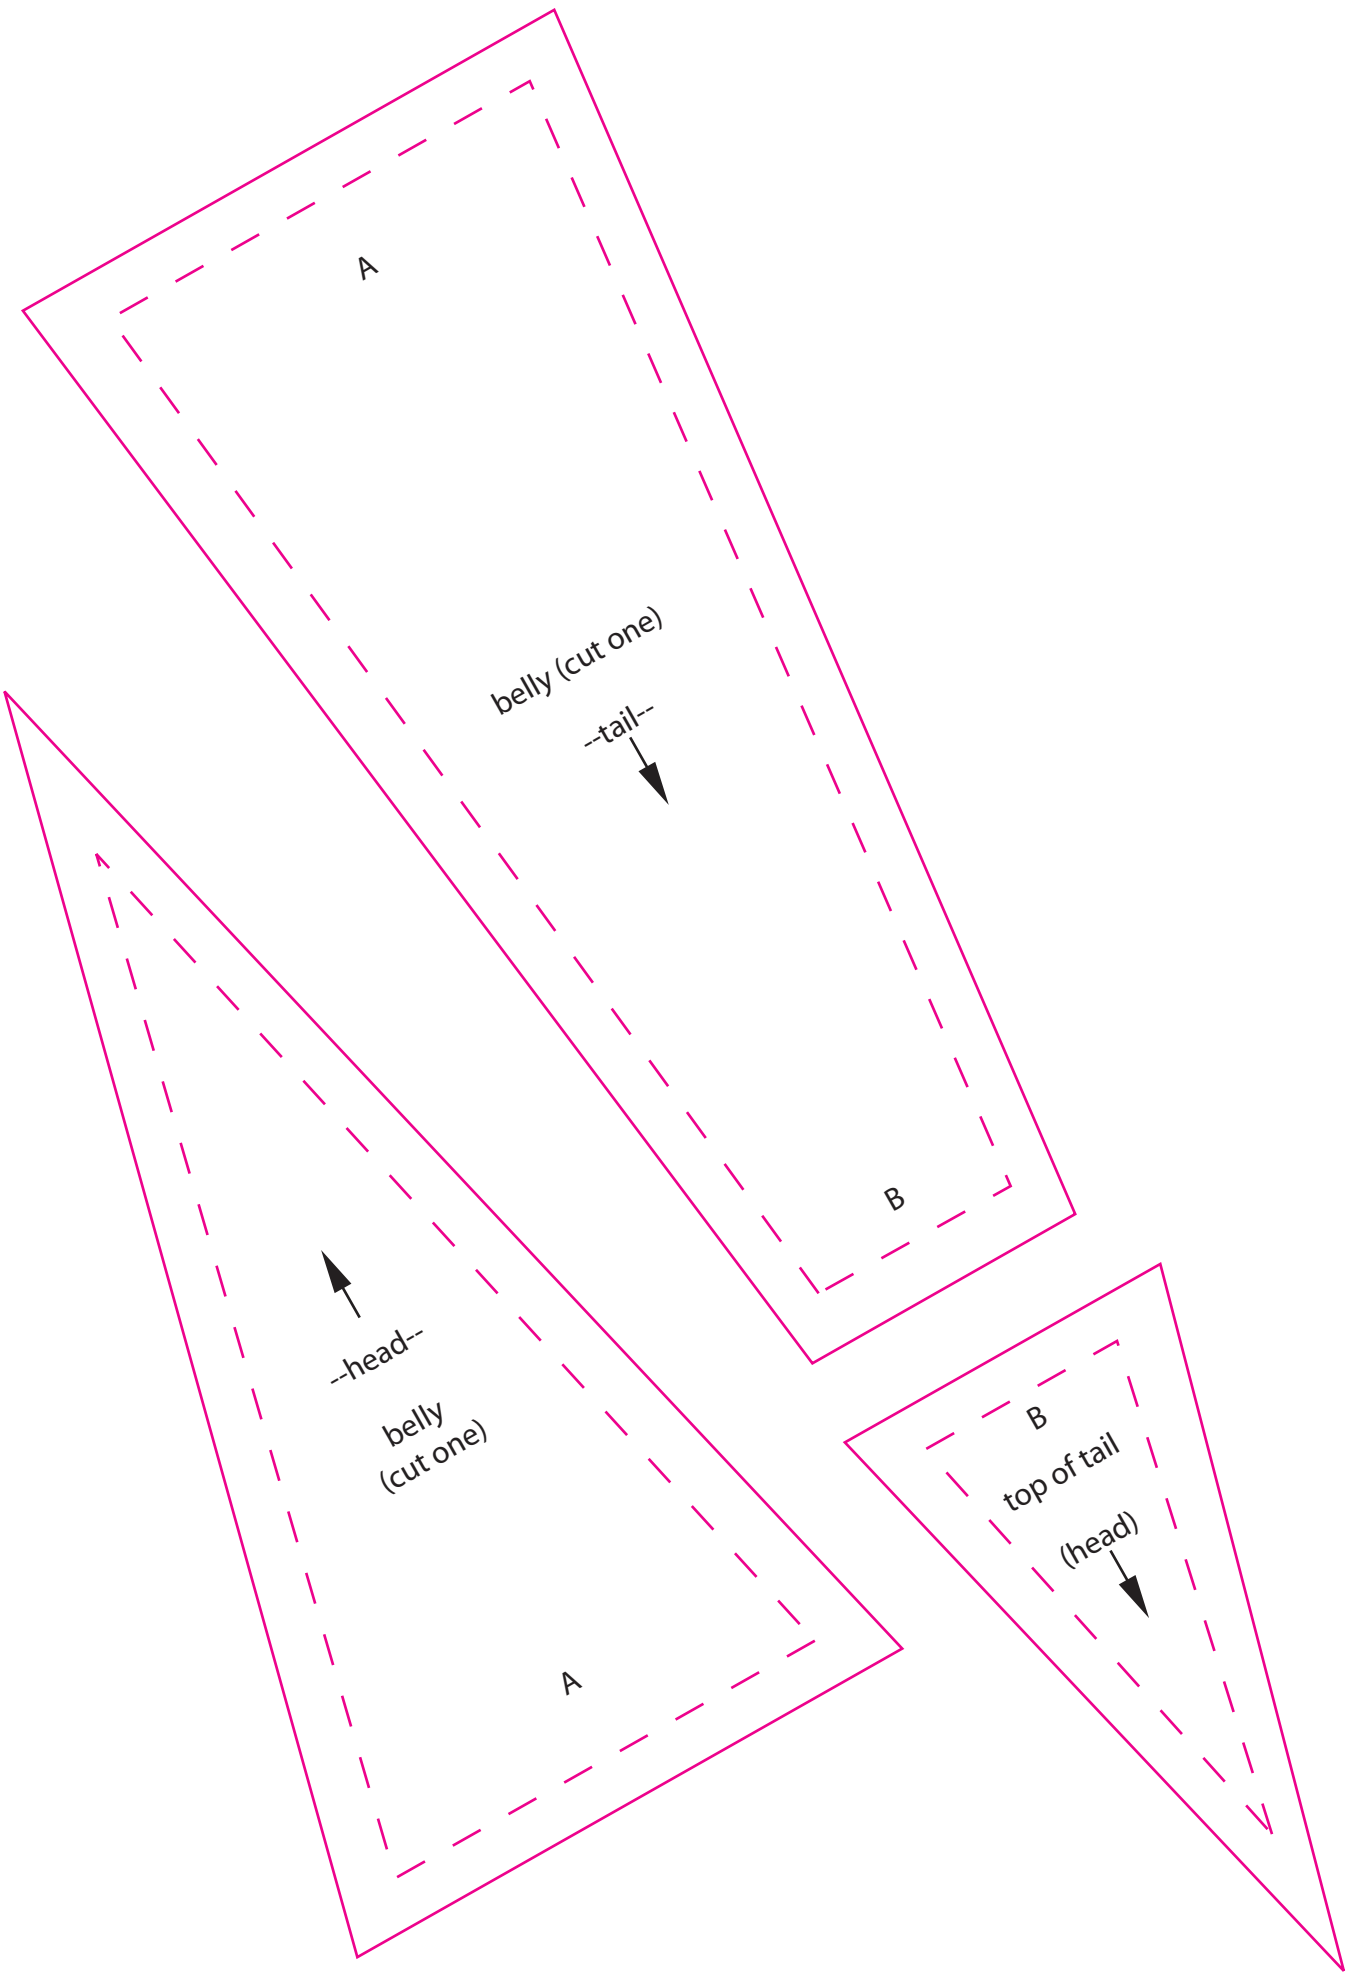 A
belly (cut one)
--tail--
B
--head--
belly
(cut one)
A
B
top of tail
(head)